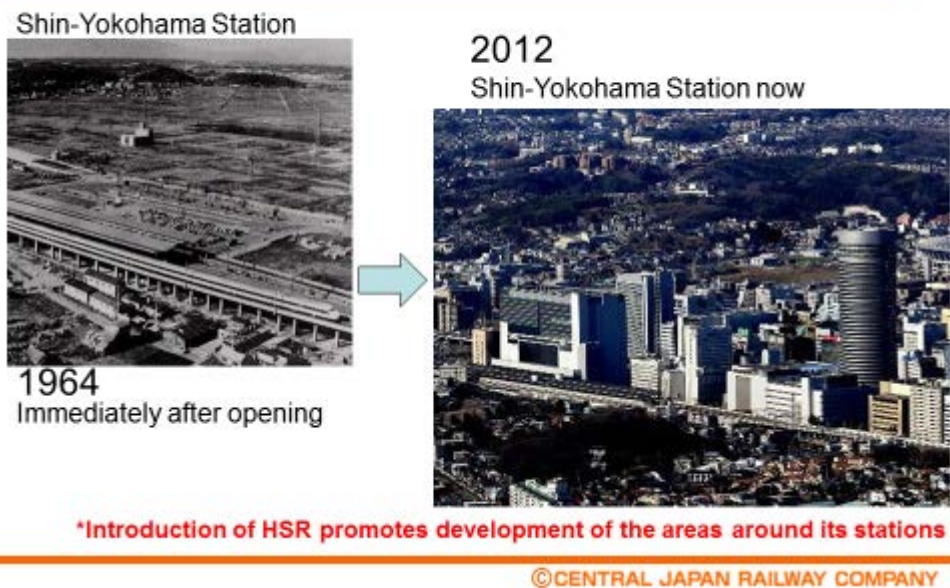 Shin-Yokohama Station
1964
Immediately after opening
2012
Shin-Yokohama Station now
*Introduction of HSR promotes development of the areas around its stations
©CENTRAL JAPAN RAILWAY COMPANY